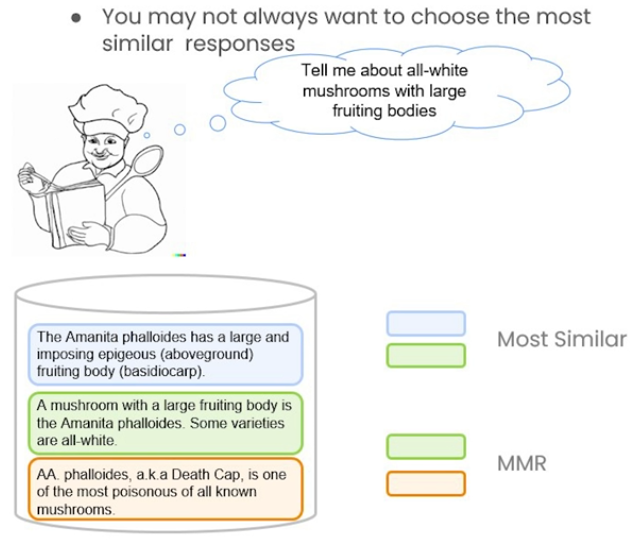 ● You may not always want to choose the most
similar responses
Tell me about all-white
mushrooms with large
fruiting bodies
The Amanita phalloides has a large and
imposing epigeous (aboveground)
fruiting body (basidiocarp).
A mushroom with a large fruiting body is
the Amanita phalloides. Some varieties
are all-white.
AA. phalloides, a.k.a Death Cap, is one
of the most poisonous of all known
mushrooms.
Most Similar
MMR